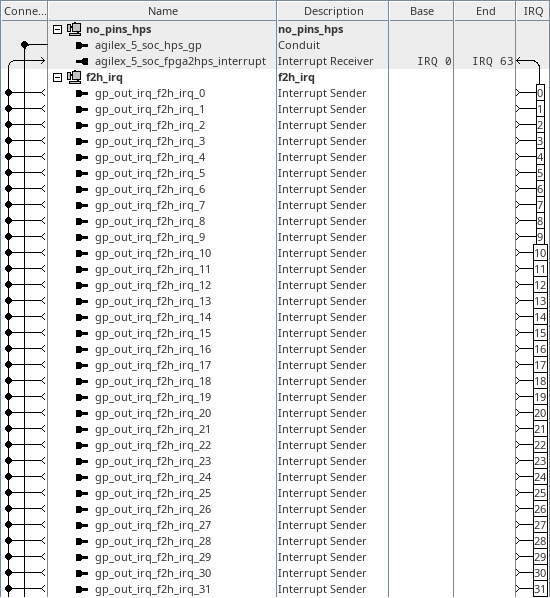 Conne... Name Description Base End IRQ
no_pins_hps no_pins_hps
agilex_5_soc_hps_gp Conduit
agilex_5_soc_fpga2hps_interrupt Interrupt Receiver IRQ 0 IRQ 63
f2h_irq f2h_irq
gp_out_irq_f2h_irq_0 Interrupt Sender 0
gp_out_irq_f2h_irq_1 Interrupt Sender 1
gp_out_irq_f2h_irq_2 Interrupt Sender 2
gp_out_irq_f2h_irq_3 Interrupt Sender 3
gp_out_irq_f2h_irq_4 Interrupt Sender 4
gp_out_irq_f2h_irq_5 Interrupt Sender 5
gp_out_irq_f2h_irq_6 Interrupt Sender 6
gp_out_irq_f2h_irq_7 Interrupt Sender 7
gp_out_irq_f2h_irq_8 Interrupt Sender 8
gp_out_irq_f2h_irq_9 Interrupt Sender 9
gp_out_irq_f2h_irq_10 Interrupt Sender 10
gp_out_irq_f2h_irq_11 Interrupt Sender 11
gp_out_irq_f2h_irq_12 Interrupt Sender 12
gp_out_irq_f2h_irq_13 Interrupt Sender 13
gp_out_irq_f2h_irq_14 Interrupt Sender 14
gp_out_irq_f2h_irq_15 Interrupt Sender 15
gp_out_irq_f2h_irq_16 Interrupt Sender 16
gp_out_irq_f2h_irq_17 Interrupt Sender 17
gp_out_irq_f2h_irq_18 Interrupt Sender 18
gp_out_irq_f2h_irq_19 Interrupt Sender 19
gp_out_irq_f2h_irq_20 Interrupt Sender 20
gp_out_irq_f2h_irq_21 Interrupt Sender 21
gp_out_irq_f2h_irq_22 Interrupt Sender 22
gp_out_irq_f2h_irq_23 Interrupt Sender 23
gp_out_irq_f2h_irq_24 Interrupt Sender 24
gp_out_irq_f2h_irq_25 Interrupt Sender 25
gp_out_irq_f2h_irq_26 Interrupt Sender 26
gp_out_irq_f2h_irq_27 Interrupt Sender 27
gp_out_irq_f2h_irq_28 Interrupt Sender 28
gp_out_irq_f2h_irq_29 Interrupt Sender 29
gp_out_irq_f2h_irq_30 Interrupt Sender 30
gp_out_irq_f2h_irq_31 Interrupt Sender 31